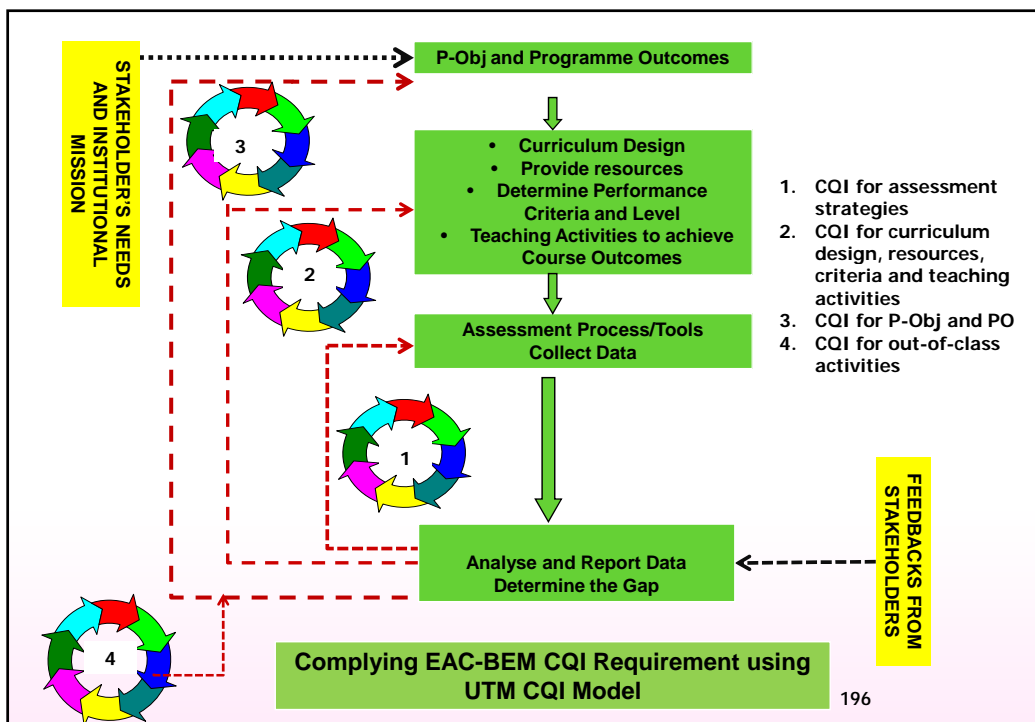 STAKEHOLDER'S NEEDS
AND INSTITUTIONAL
MISSION
P-Obj and Programme Outcomes
3
• Curriculum Design
• Provide resources
• Determine Performance
Criteria and Level
• Teaching Activities to achieve
Course Outcomes
2
1. CQI for assessment
strategies
2. CQI for curriculum
design, resources,
criteria and teaching
activities
3. CQI for P-Obj and PO
4. CQI for out-of-class
activities
Assessment Process/Tools
Collect Data
1
Analyse and Report Data
Determine the Gap
FEEDBACKS FROM
STAKEHOLDERS
4
Complying EAC-BEM CQI Requirement using
UTM CQI Model
196